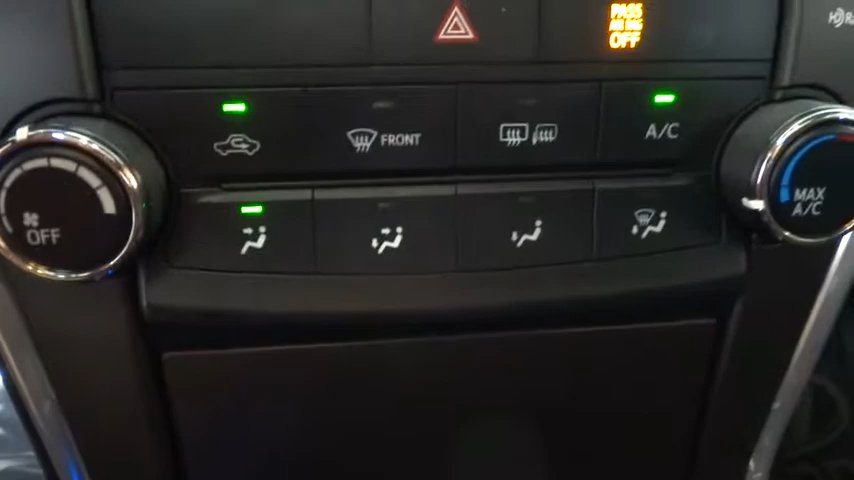 PASS
AIR BAG
OFF
FRONT
A/C
OFF
MAX
A/C